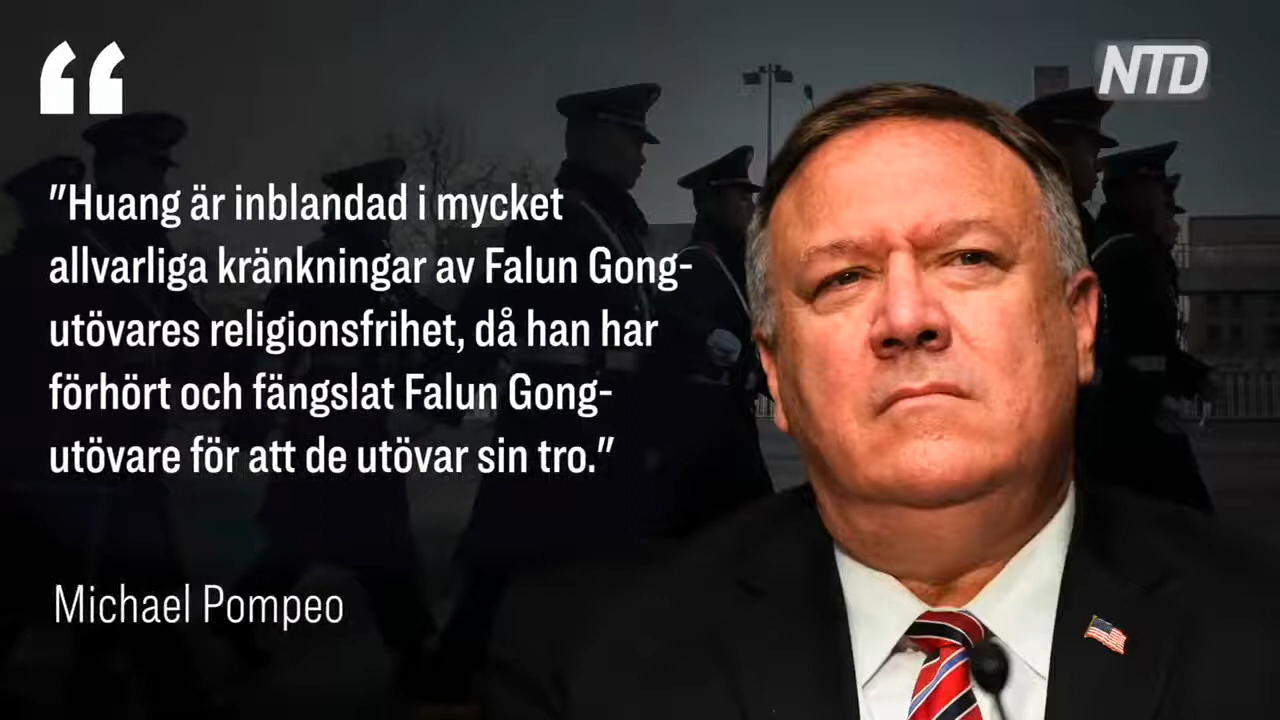 NTD
"Huang är inblandad i mycket
allvarliga kränkningar av Falun Gong-
utövares religionsfrihet, då han har
förhört och fängslat Falun Gong-
utövare för att de utövar sin tro."
Michael Pompeo